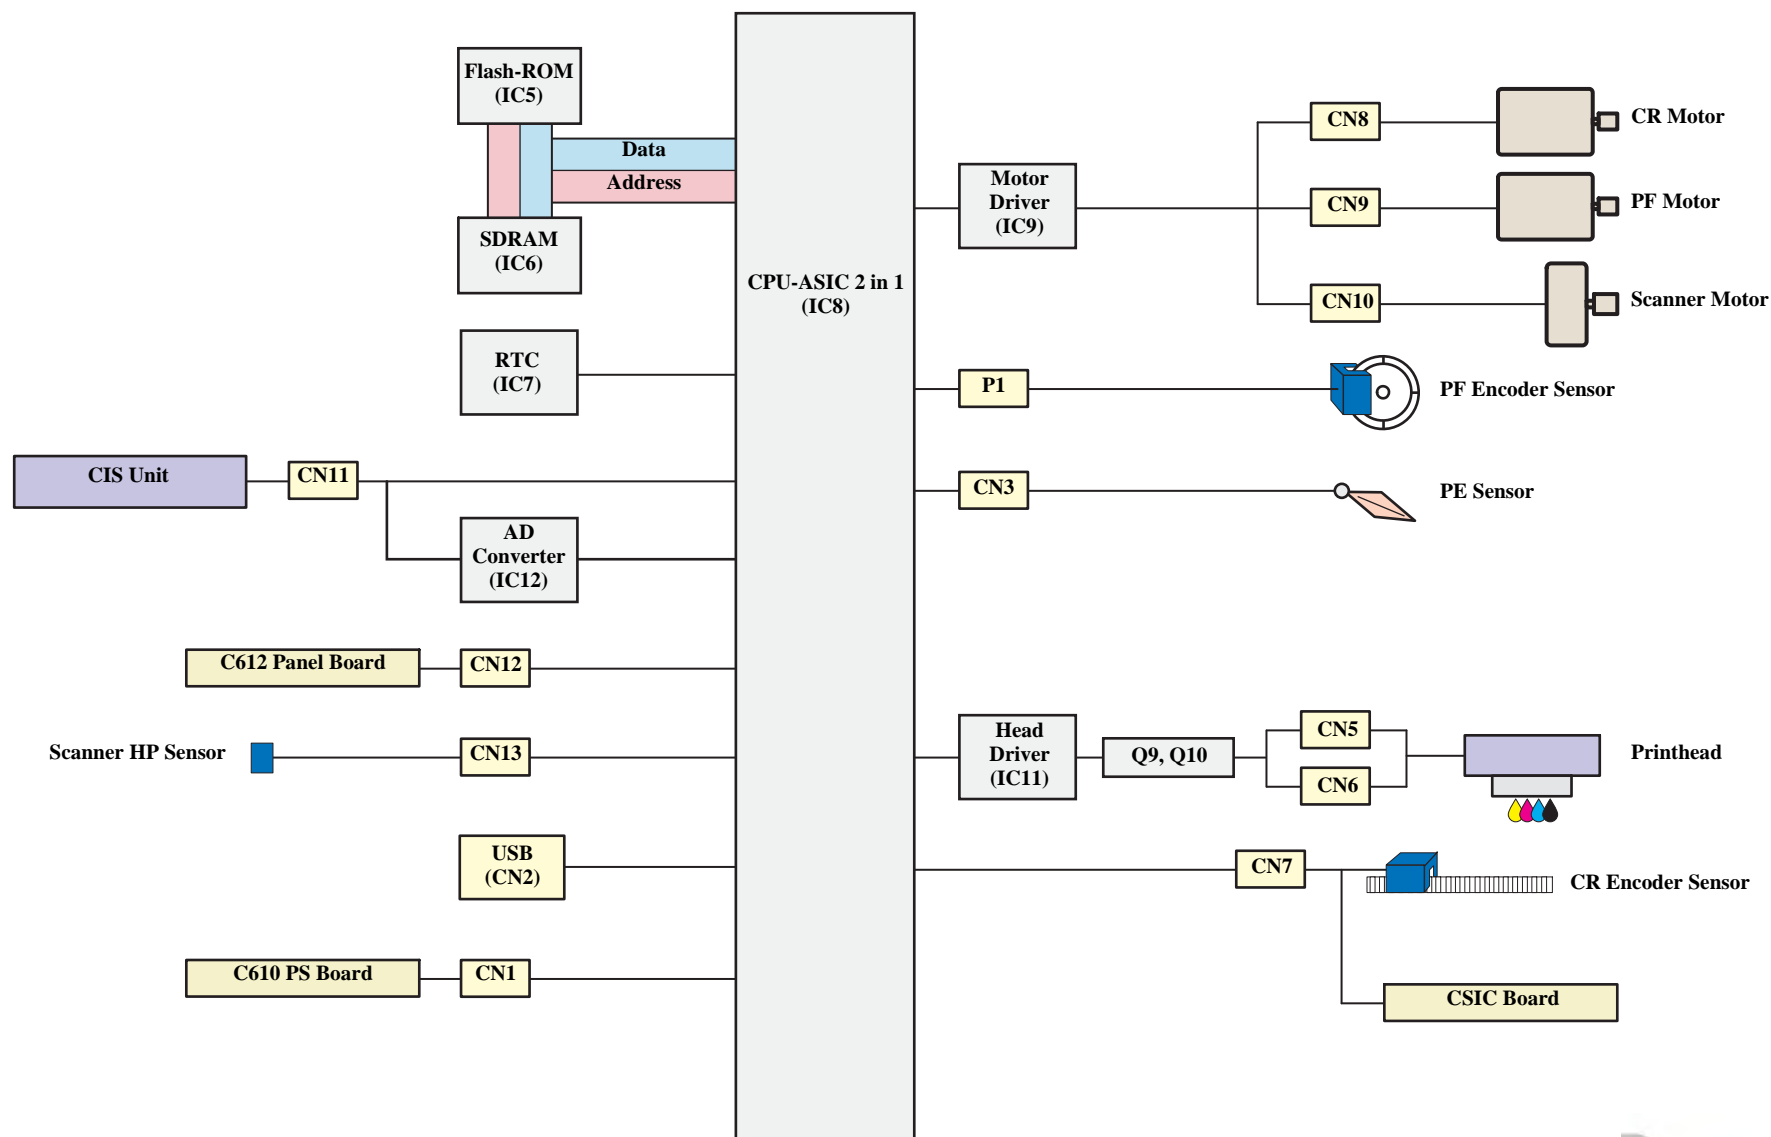 Flash-ROM
(IC5)
Data
Address
SDRAM
(IC6)
RTC
(IC7)
CIS Unit
CN11
AD
Converter
(IC12)
C612 Panel Board
CN12
Scanner HP Sensor
CN13
USB
(CN2)
C610 PS Board
CN1
CPU-ASIC 2 in 1
(IC8)
Motor
Driver
(IC9)
CN8
CR Motor
CN9
PF Motor
CN10
Scanner Motor
P1
PF Encoder Sensor
CN3
PE Sensor
Head
Driver
(IC11)
Q9, Q10
CN5
CN6
Printhead
CN7
CR Encoder Sensor
CSIC Board